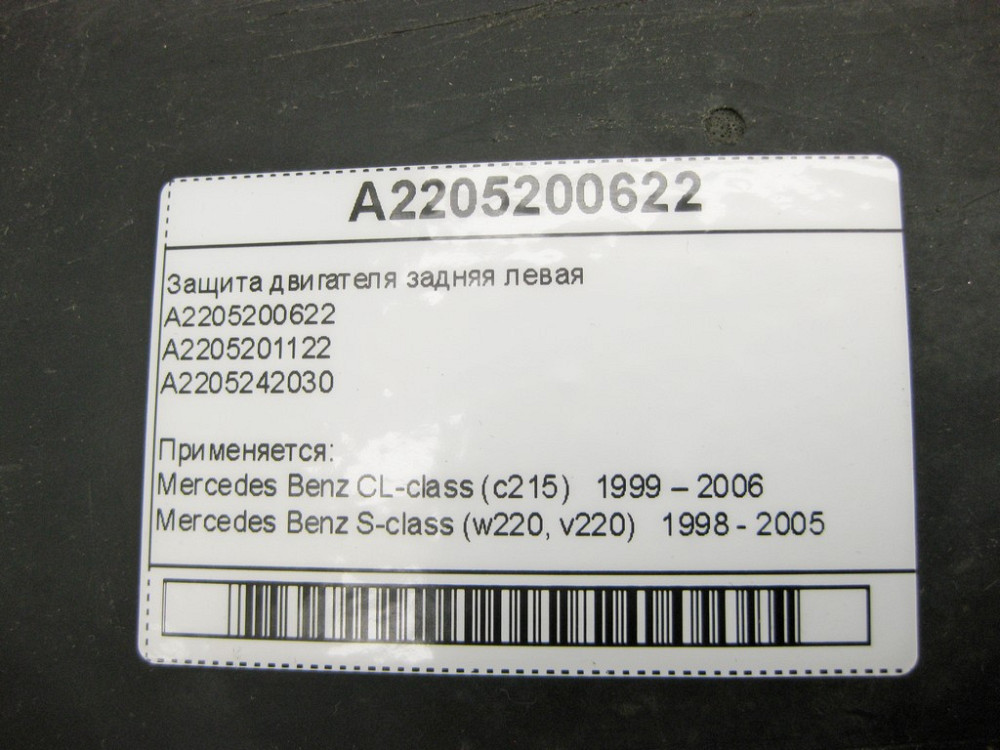 A2205200622
Защита двигателя задняя левая
A2205200622
A2205201122
A2205242030
Применяется:
Mercedes Benz CL-class (c215) 1999 – 2006
Mercedes Benz S-class (w220, v220) 1998 - 2005